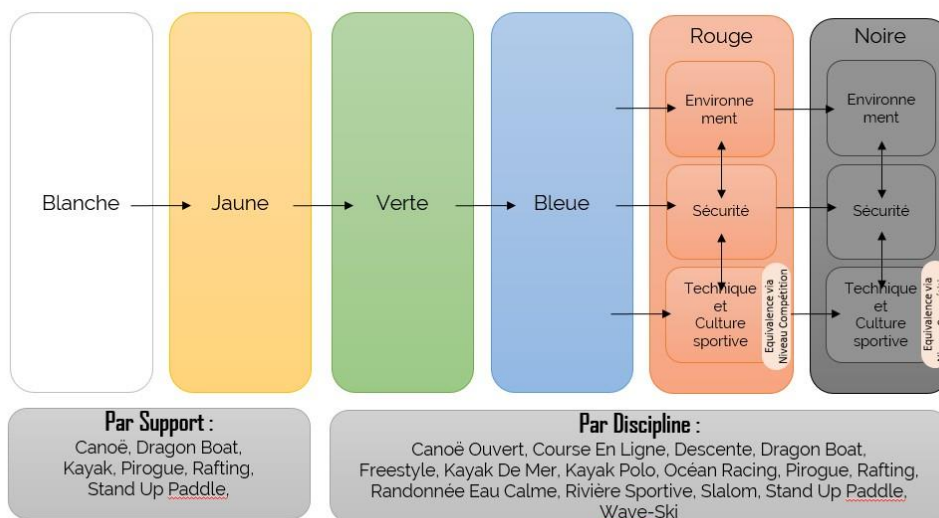 Blanche
Jaune
Verte
Bleue
Rouge
Environne
ment
Sécurité
Technique
et
Culture
sportive
Equivalence via
Niveau Compétition
Noire
Environne
ment
Sécurité
Technique
et
Culture
sportive
Equivalence via
Par Support :
Canoë, Dragon Boat,
Kayak, Pirogue, Rafting,
Stand Up Paddle,
Par Discipline :
Canoë Ouvert, Course En Ligne, Descente, Dragon Boat,
Freestyle, Kayak De Mer, Kayak Polo, Océan Racing, Pirogue, Rafting,
Randonnée Eau Calme, Rivière Sportive, Slalom, Stand Up Paddle,
Wave-Ski